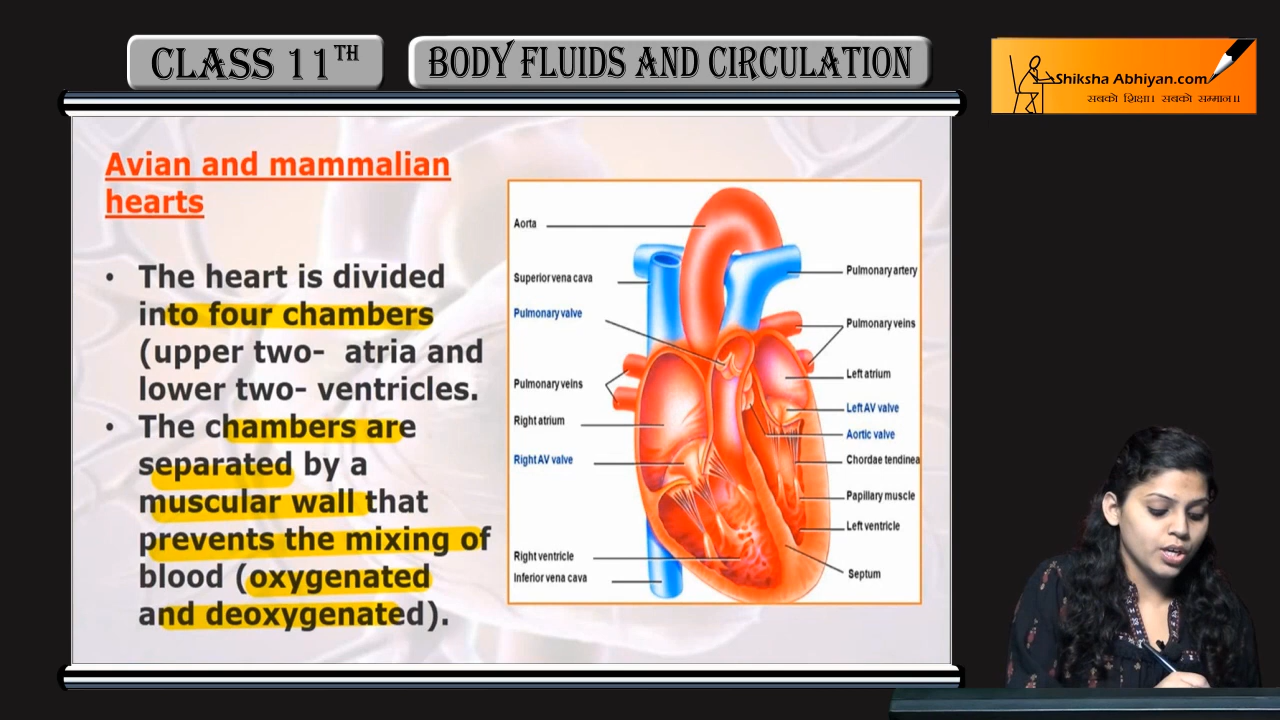 CLASS 11TH
BODY FLUIDS AND CIRCULATION
Shiksha Abhiyan.com
सबको शिक्षा। सबको सम्मान॥
Avian and mammalian
hearts
• The heart is divided
into four chambers
(upper two- atria and
lower two- ventricles.
• The chambers are
separated by a
muscular wall that
prevents the mixing of
blood (oxygenated
and deoxygenated).
Aorta
Superior vena cava
Pulmonary valve
Pulmonary veins
Right atrium
Right AV valve
Right ventricle
Inferior vena cava
Pulmonary artery
Pulmonary veins
Left atrium
Left AV valve
Aortic valve
Chordae tendinea
Papillary muscle
Left ventricle
Septum